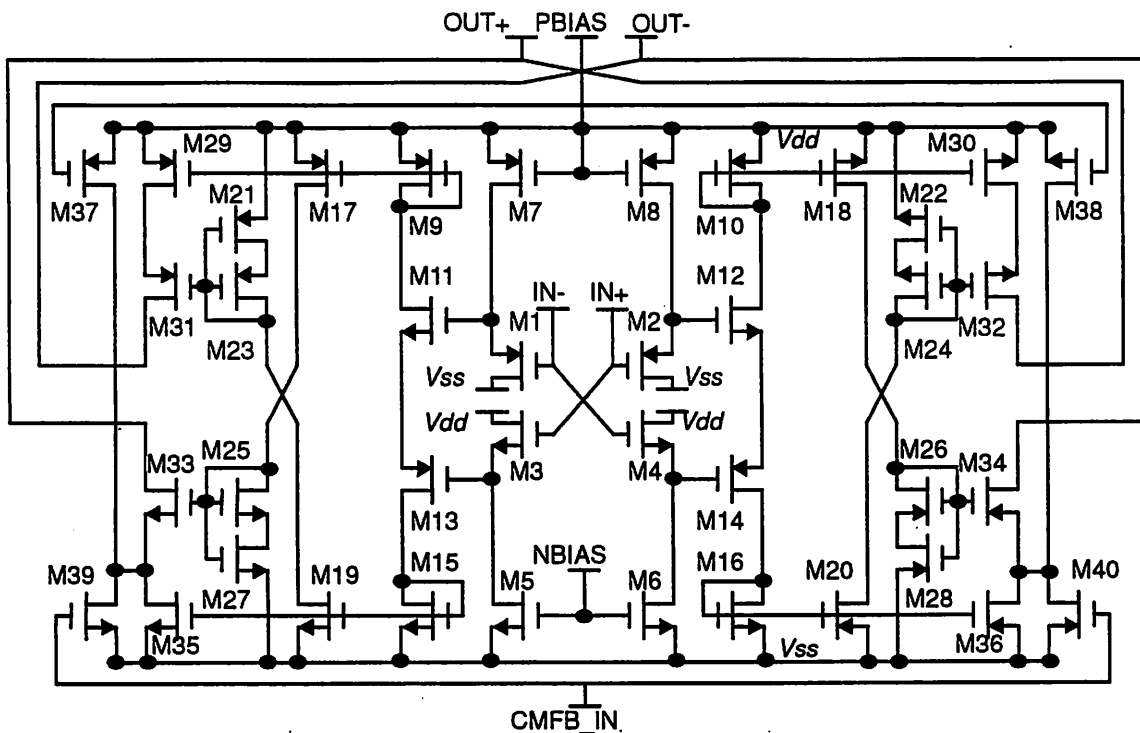 OUT+ PBIAS OUT-
M29 Vdd M30
M21 M22
M37 M17 M9 M7 M8 M10 M18 M38
M11 M12
IN- IN+
M31 M1 M2 M32
M23 M24
Vss Vss
Vdd Vdd
M33 M25 M3 M4 M26 M34
M13 M14
NBIAS
M39 M19 M15 M5 M6 M16 M20 M40
M27 M28
M35 Vss M36
CMFB_IN